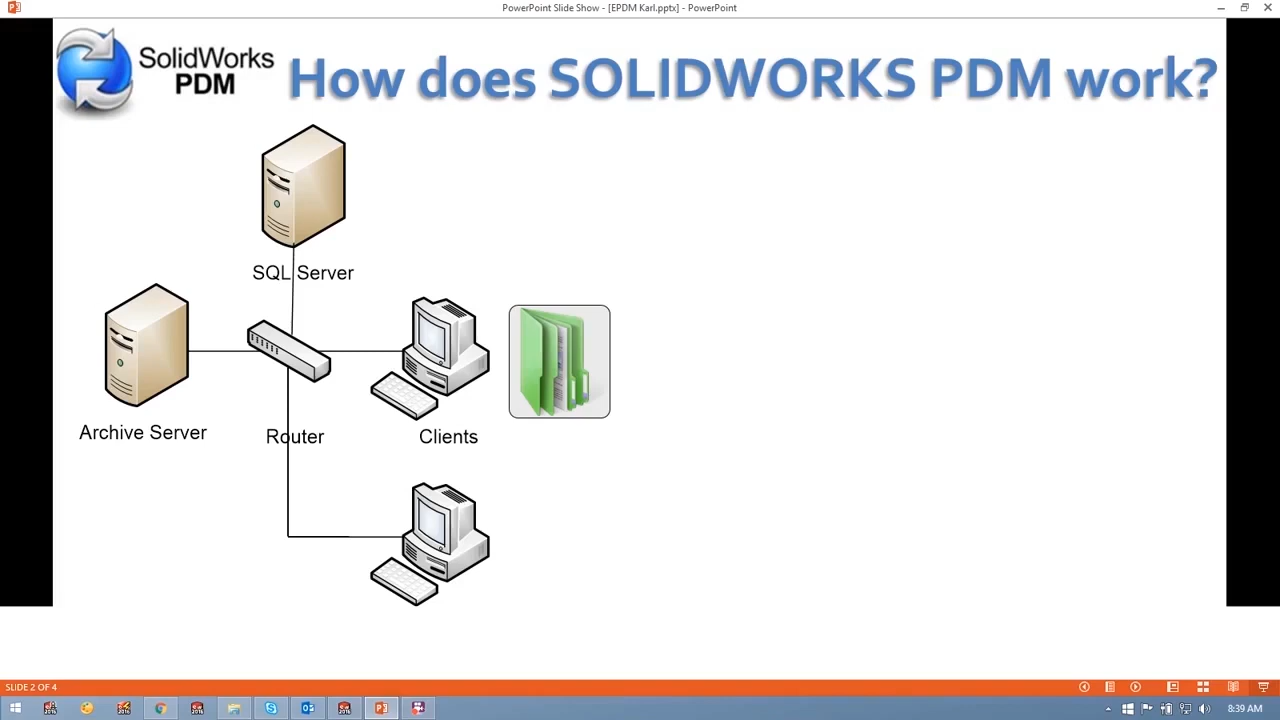 PowerPoint Slide Show - [EPDM Karl.pptx] - PowerPoint
SolidWorks
PDM
How does SOLIDWORKS PDM work?
SQL Server
Archive Server
Router
Clients
SLIDE 2 OF 4
8:39 AM